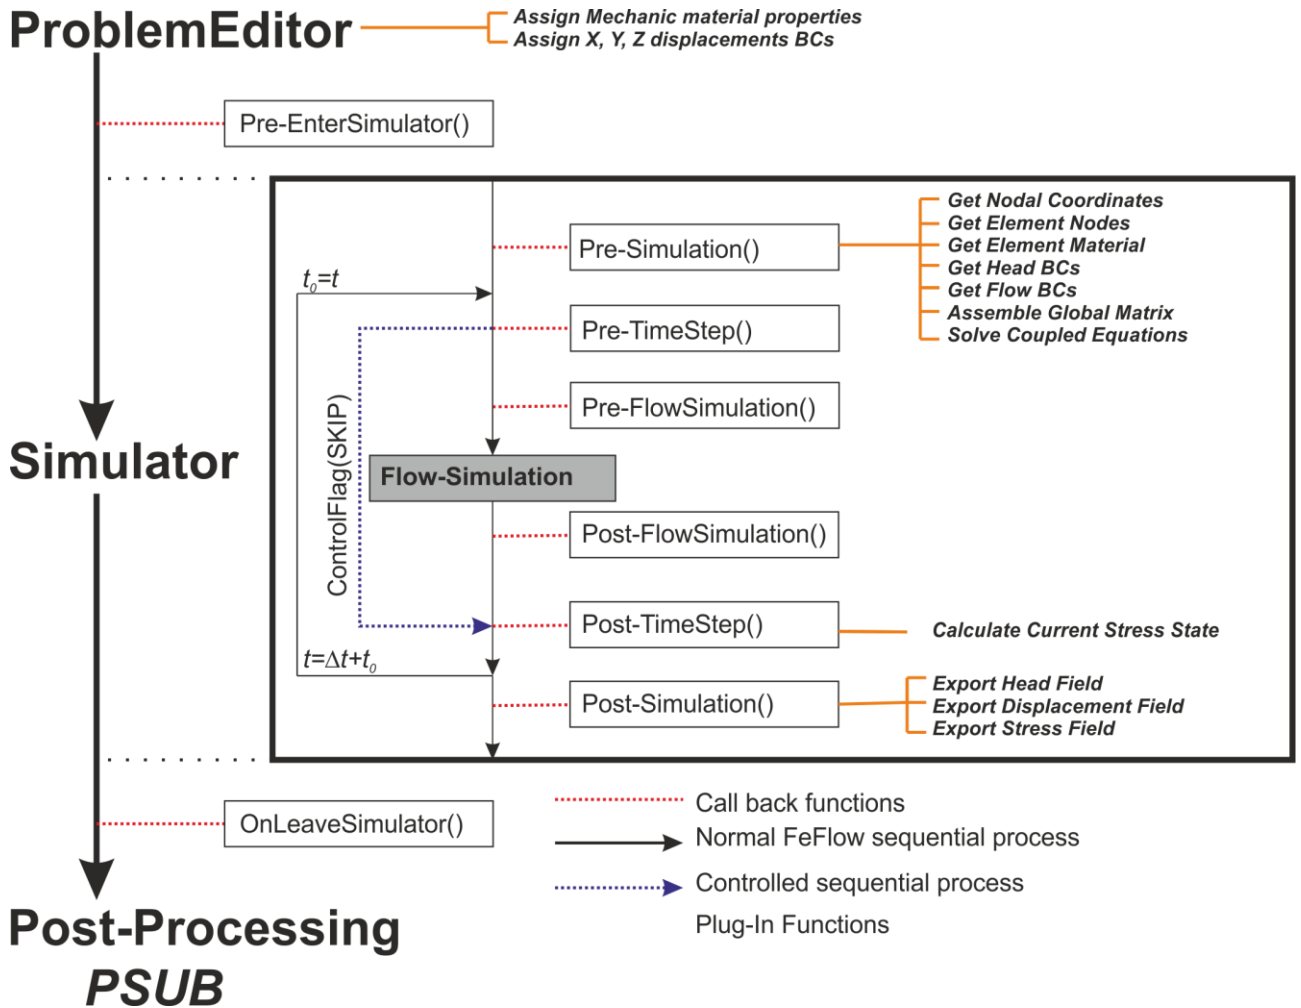 ProblemEditor
Assign Mechanic material properties
Assign X, Y, Z displacements BCs
Pre-EnterSimulator()
Pre-Simulation()
Get Nodal Coordinates
Get Element Nodes
Get Element Material
Get Head BCs
Get Flow BCs
Assemble Global Matrix
Solve Coupled Equations
t₀=t
Pre-TimeStep()
Pre-FlowSimulation()
ControlFlag(SKIP)
Simulator
Flow-Simulation
Post-FlowSimulation()
Post-TimeStep()
Calculate Current Stress State
t=Δt+t₀
Post-Simulation()
Export Head Field
Export Displacement Field
Export Stress Field
OnLeaveSimulator()
Call back functions
Normal FeFlow sequential process
Controlled sequential process
Plug-In Functions
Post-Processing
PSUB